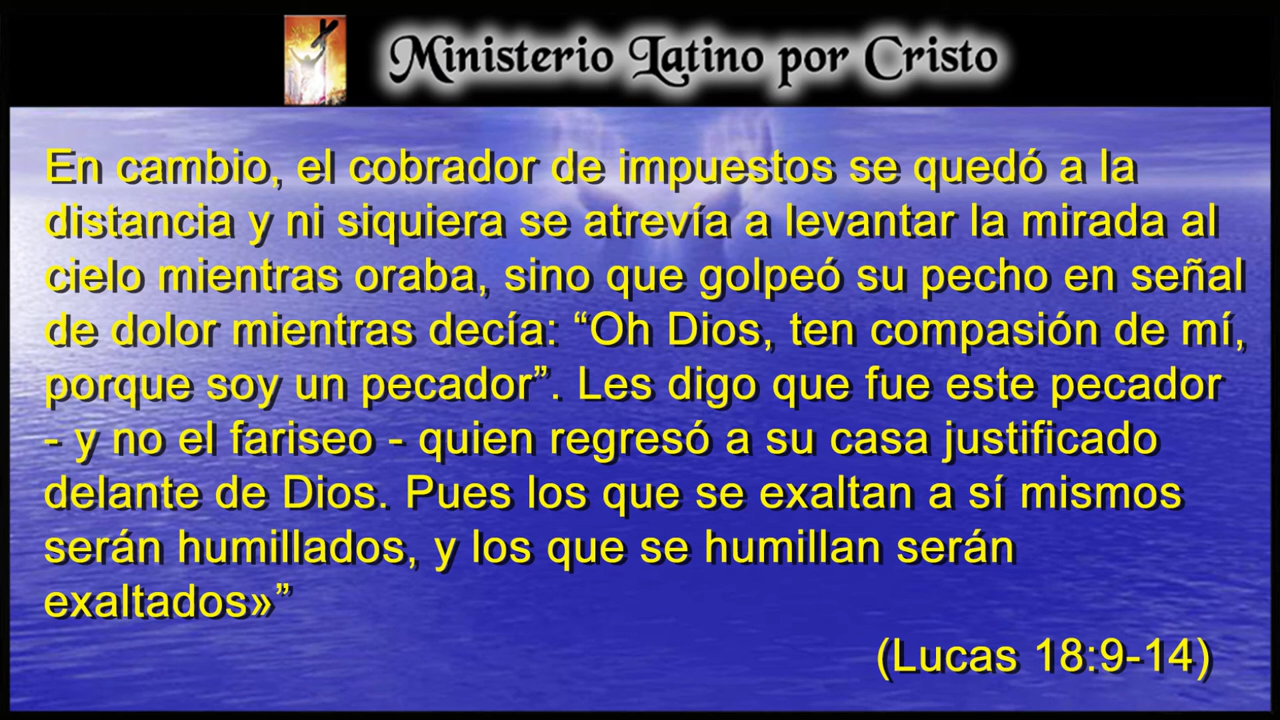 Ministerio Latino por Cristo
En cambio, el cobrador de impuestos se quedó a la
distancia y ni siquiera se atrevía a levantar la mirada al
cielo mientras oraba, sino que golpeó su pecho en señal
de dolor mientras decía: “Oh Dios, ten compasión de mí,
porque soy un pecador”. Les digo que fue este pecador
- y no el fariseo - quien regresó a su casa justificado
delante de Dios. Pues los que se exaltan a sí mismos
serán humillados, y los que se humillan serán
exaltados»”
(Lucas 18:9-14)